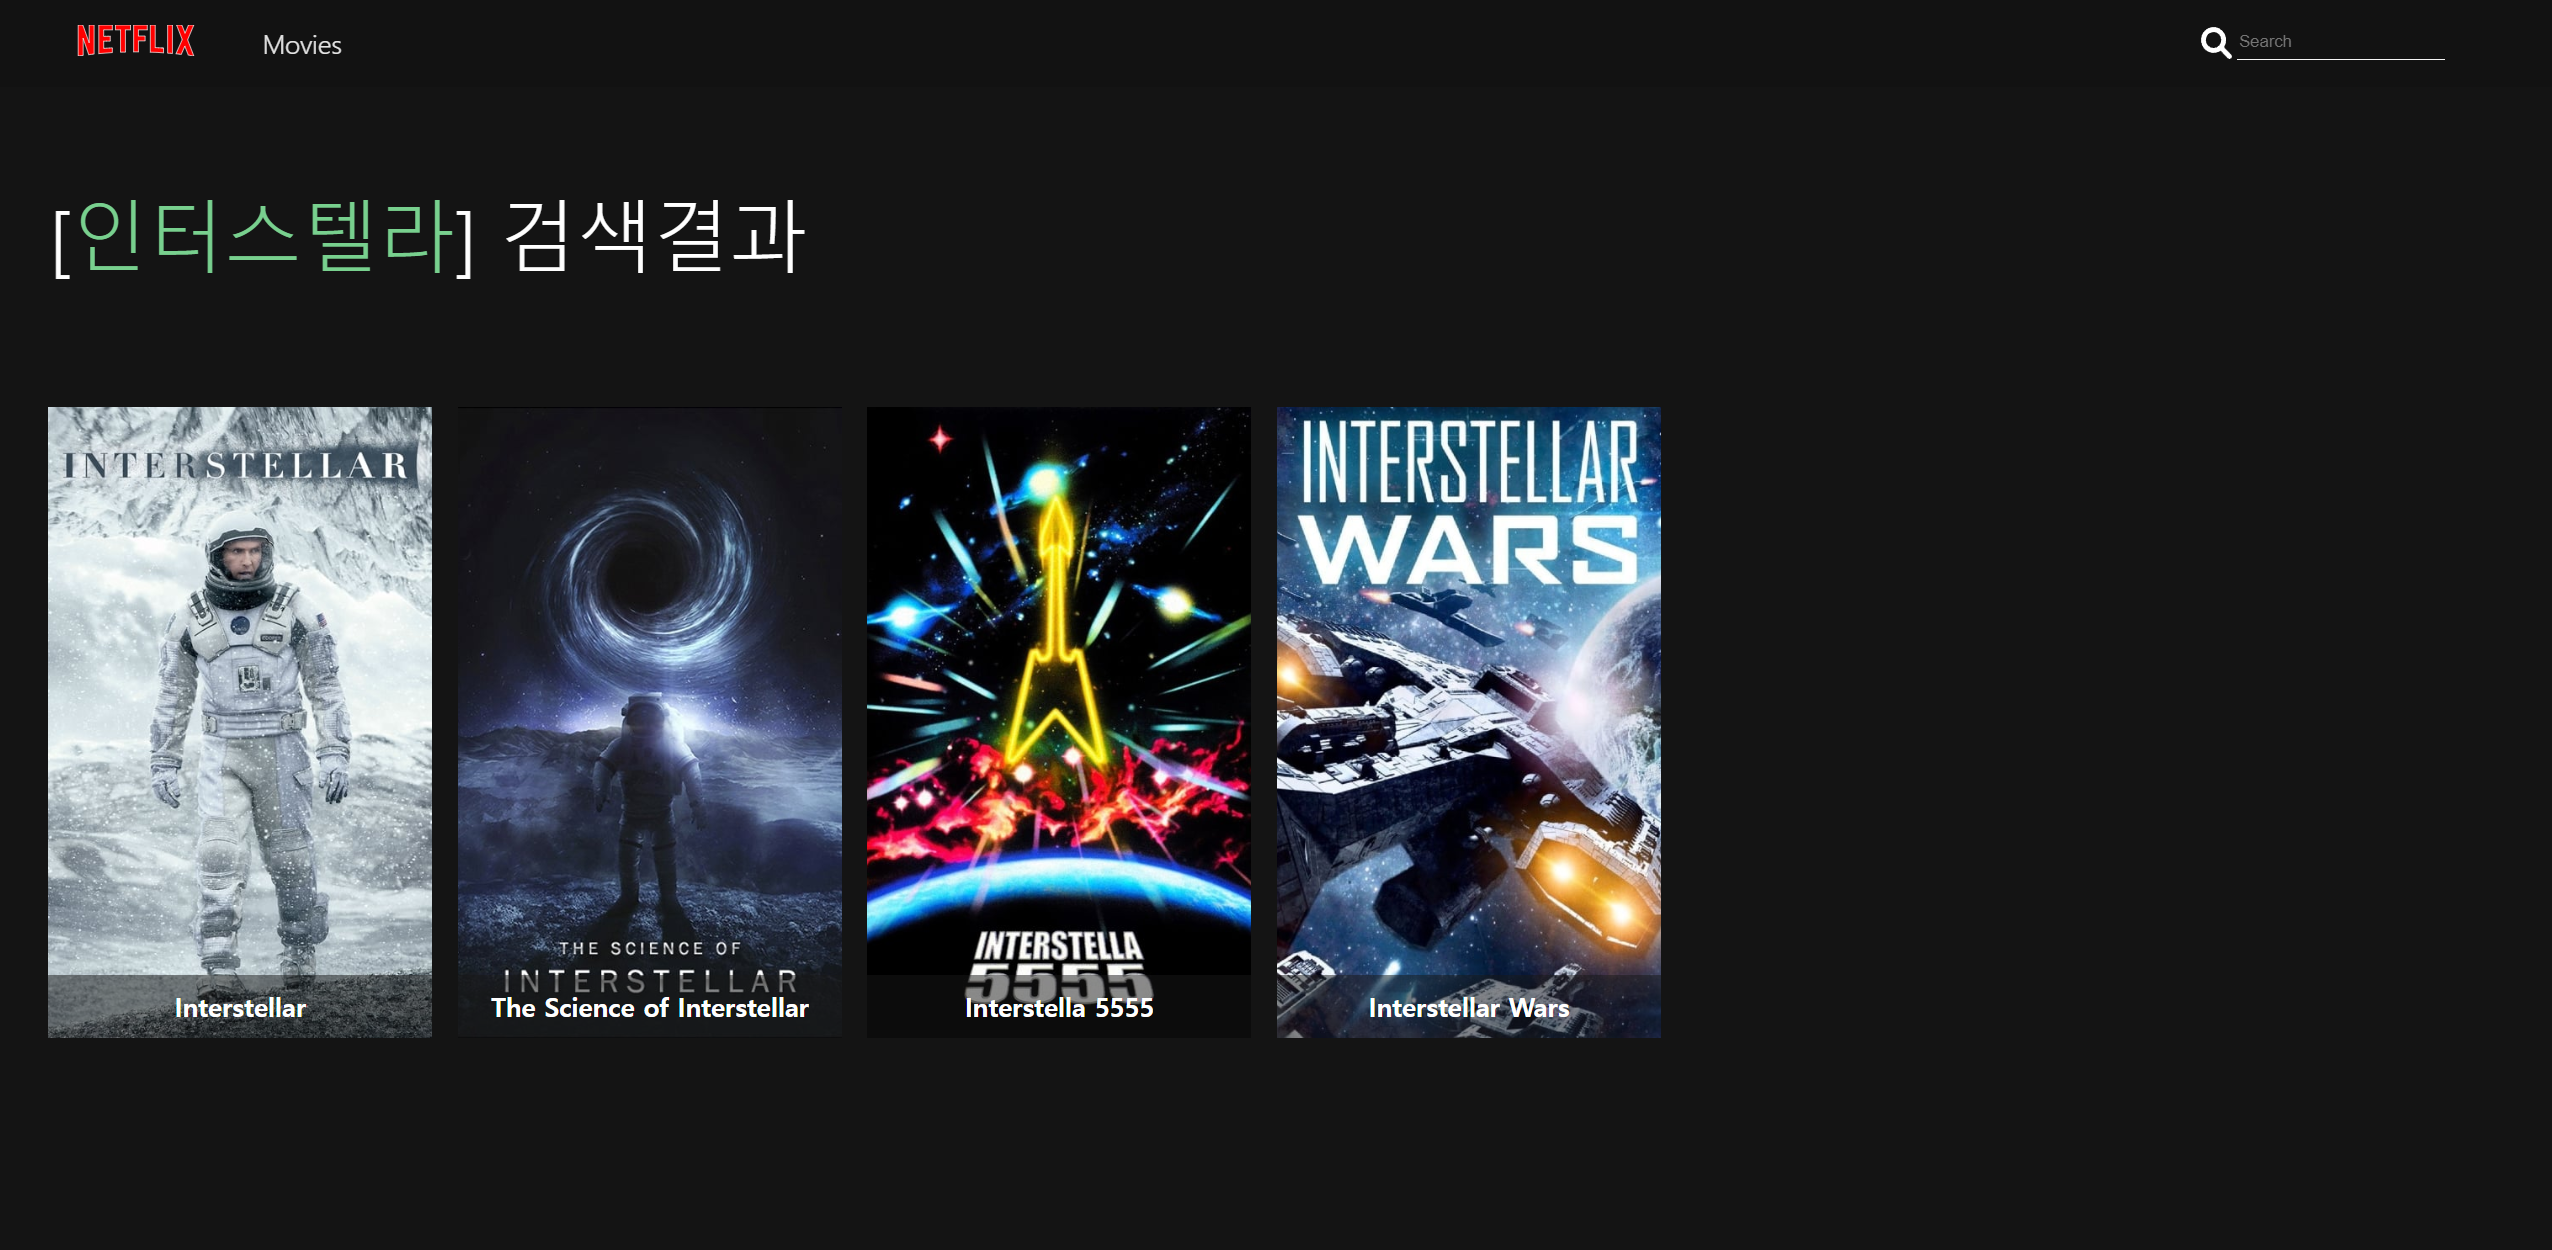 NETFLIX
Movies
Search
[인터스텔라] 검색결과
INTERSTELLAR
Interstellar
THE SCIENCE OF
INTERSTELLAR
The Science of Interstellar
INTERSTELLA
5555
Interstella 5555
INTERSTELLAR
WARS
Interstellar Wars